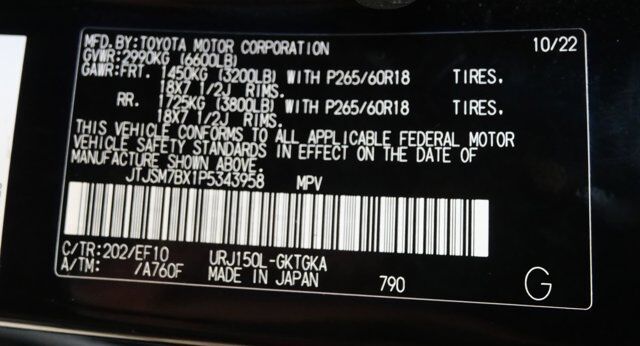 MFD.BY:TOYOTA MOTOR CORPORATION 10/22
GVWR:2990KG (6600LB)
GAWR:FRT. 1450KG (3200LB) WITH P265/60R18 TIRES.
18X7 1/2J RIMS.
RR. 1725KG (3800LB) WITH P265/60R18 TIRES.
18X7 1/2J RIMS.
THIS VEHICLE CONFORMS TO ALL APPLICABLE FEDERAL MOTOR
VEHICLE SAFETY STANDARDS IN EFFECT ON THE DATE OF
MANUFACTURE SHOWN ABOVE.
JTJSM7BX1P5343958 MPV
C/TR:202/EF10 URJ150L-GKTGKA
A/TM: /A760F MADE IN JAPAN 790 G